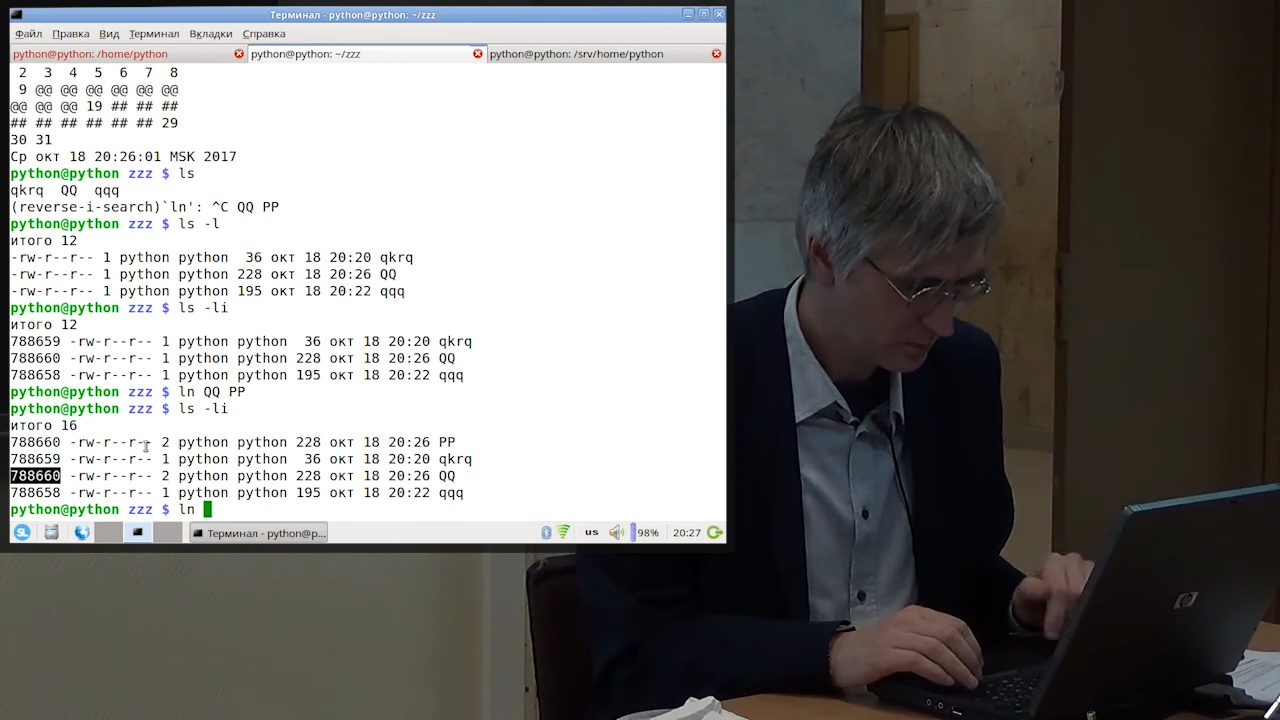 Терминал - python@python: ~/zzz
Файл Правка Вид Терминал Вкладки Справка
python@python: /home/python
python@python: ~/zzz
python@python: /srv/home/python
2 3 4 5 6 7 8
9 @@ @@ @@ @@ @@ @@
@@ @@ @@ 19 ## ## ##
## ## ## ## ## ## 29
30 31
Ср окт 18 20:26:01 MSK 2017
python@python zzz $ ls
qkrq QQ qqq
(reverse-i-search)`ln': ^C QQ PP
python@python zzz $ ls -l
итого 12
-rw-r--r-- 1 python python 36 окт 18 20:20 qkrq
-rw-r--r-- 1 python python 228 окт 18 20:26 QQ
-rw-r--r-- 1 python python 195 окт 18 20:22 qqq
python@python zzz $ ls -li
итого 12
788659 -rw-r--r-- 1 python python 36 окт 18 20:20 qkrq
788660 -rw-r--r-- 1 python python 228 окт 18 20:26 QQ
788658 -rw-r--r-- 1 python python 195 окт 18 20:22 qqq
python@python zzz $ ln QQ PP
python@python zzz $ ls -li
итого 16
788660 -rw-r--r-- 2 python python 228 окт 18 20:26 PP
788659 -rw-r--r-- 1 python python 36 окт 18 20:20 qkrq
788660 -rw-r--r-- 2 python python 228 окт 18 20:26 QQ
788658 -rw-r--r-- 1 python python 195 окт 18 20:22 qqq
python@python zzz $ ln
SL
Терминал - python@p...
us
98%
20:27
hp